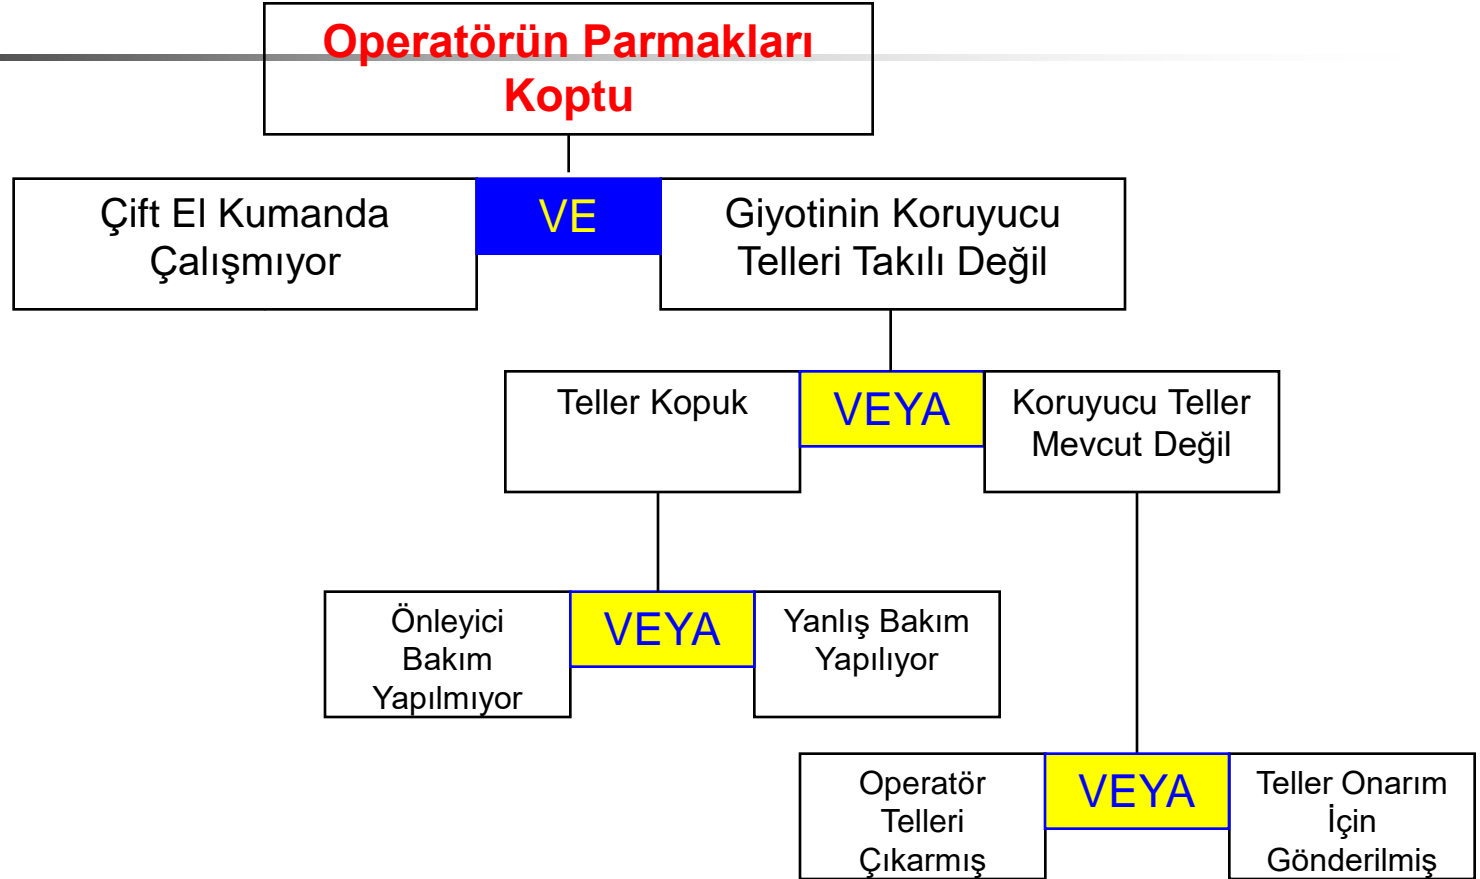 Operatörün Parmakları
Koptu
Çift El Kumanda
Çalışmıyor
VE
Giyotinin Koruyucu
Telleri Takılı Değil
Teller Kopuk
VEYA
Koruyucu Teller
Mevcut Değil
Önleyici
Bakım
Yapılmıyor
VEYA
Yanlış Bakım
Yapılıyor
Operatör
Telleri
Çıkarmış
VEYA
Teller Onarım
İçin
Gönderilmiş